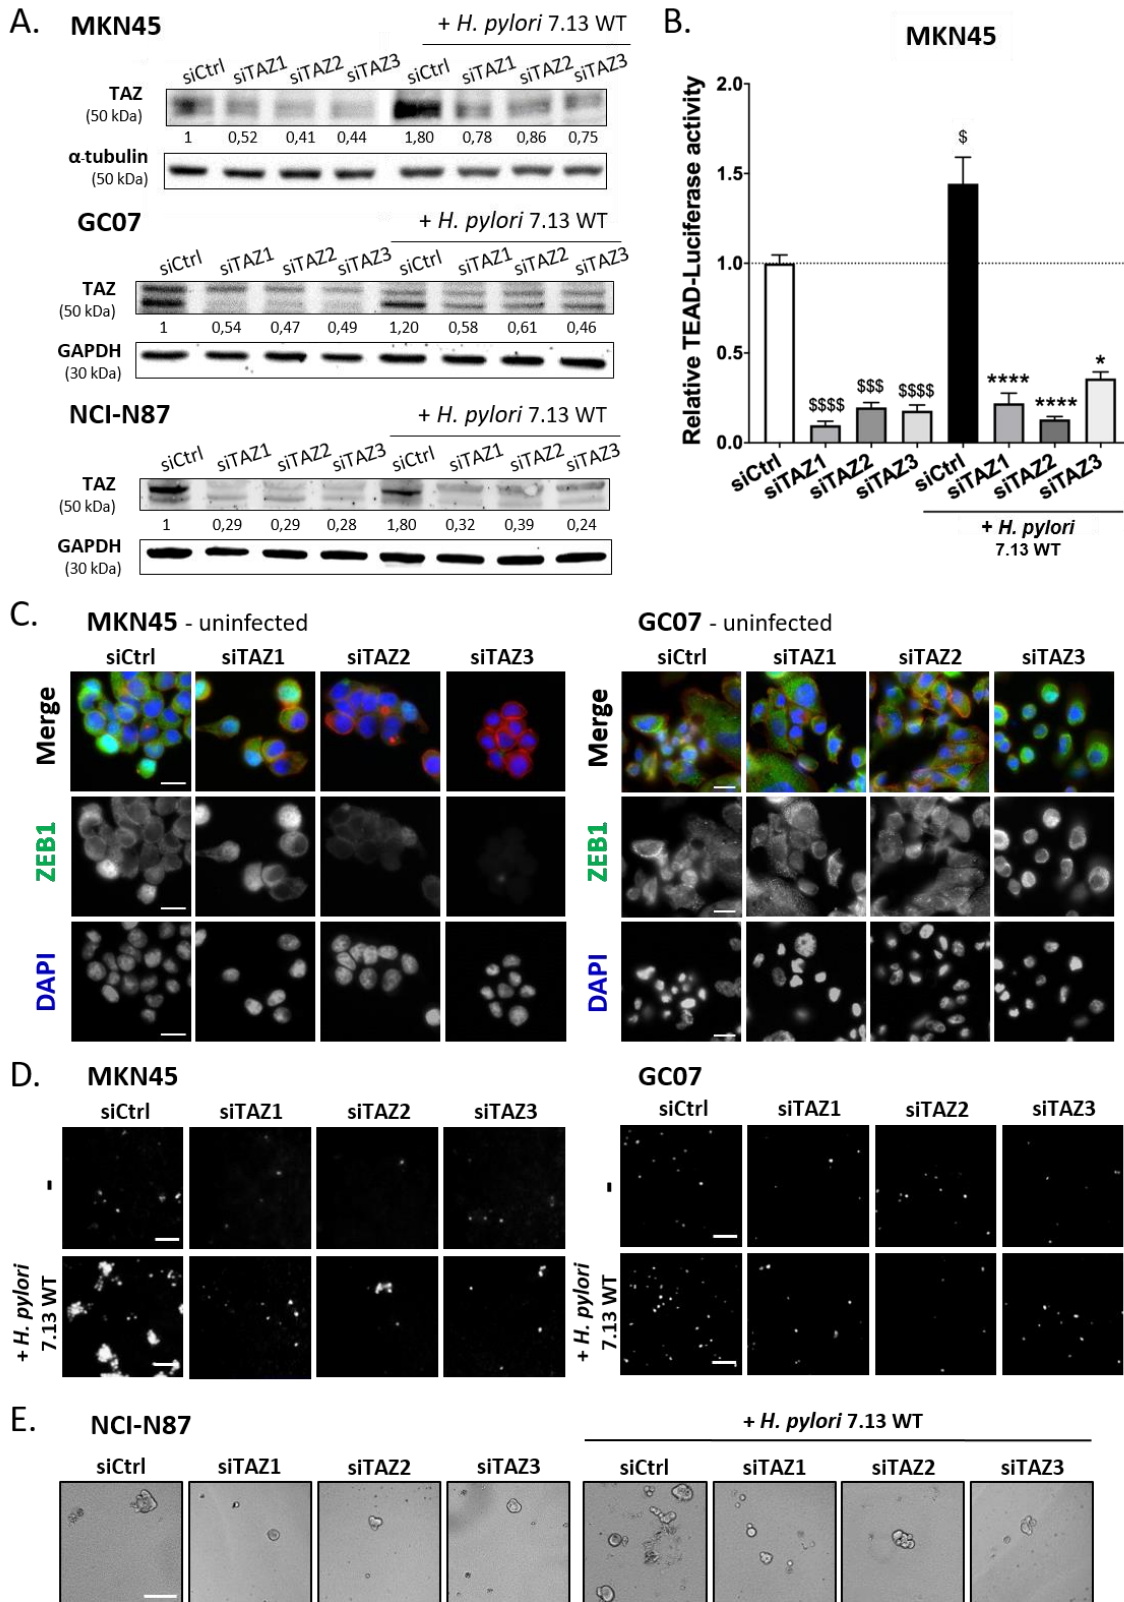 A.
MKN45
+ H. pylori 7.13 WT
siCtrl siTAZ1 siTAZ2 siTAZ3 siCtrl siTAZ1 siTAZ2 siTAZ3
TAZ
(50 kDa)
1 0,52 0,41 0,44 1,80 0,78 0,86 0,75
α-tubulin
(50 kDa)
GC07
+ H. pylori 7.13 WT
siCtrl siTAZ1 siTAZ2 siTAZ3 siCtrl siTAZ1 siTAZ2 siTAZ3
TAZ
(50 kDa)
1 0,54 0,47 0,49 1,20 0,58 0,61 0,46
GAPDH
(30 kDa)
NCI-N87
+ H. pylori 7.13 WT
siCtrl siTAZ1 siTAZ2 siTAZ3 siCtrl siTAZ1 siTAZ2 siTAZ3
TAZ
(50 kDa)
1 0,29 0,29 0,28 1,80 0,32 0,39 0,24
GAPDH
(30 kDa)
B.
MKN45
Relative TEAD-Luciferase activity
2.0
1.5
1.0
0.5
0.0
$$$$ $$$ $$$$ $ **** **** *
siCtrl siTAZ1 siTAZ2 siTAZ3 siCtrl siTAZ1 siTAZ2 siTAZ3
+ H. pylori
7.13 WT
C.
MKN45 - uninfected
siCtrl siTAZ1 siTAZ2 siTAZ3
Merge
ZEB1
DAPI
GC07 - uninfected
siCtrl siTAZ1 siTAZ2 siTAZ3
Merge
ZEB1
DAPI
D.
MKN45
siCtrl siTAZ1 siTAZ2 siTAZ3
-
+ H. pylori
7.13 WT
GC07
siCtrl siTAZ1 siTAZ2 siTAZ3
-
+ H. pylori
7.13 WT
E.
NCI-N87
+ H. pylori 7.13 WT
siCtrl siTAZ1 siTAZ2 siTAZ3 siCtrl siTAZ1 siTAZ2 siTAZ3